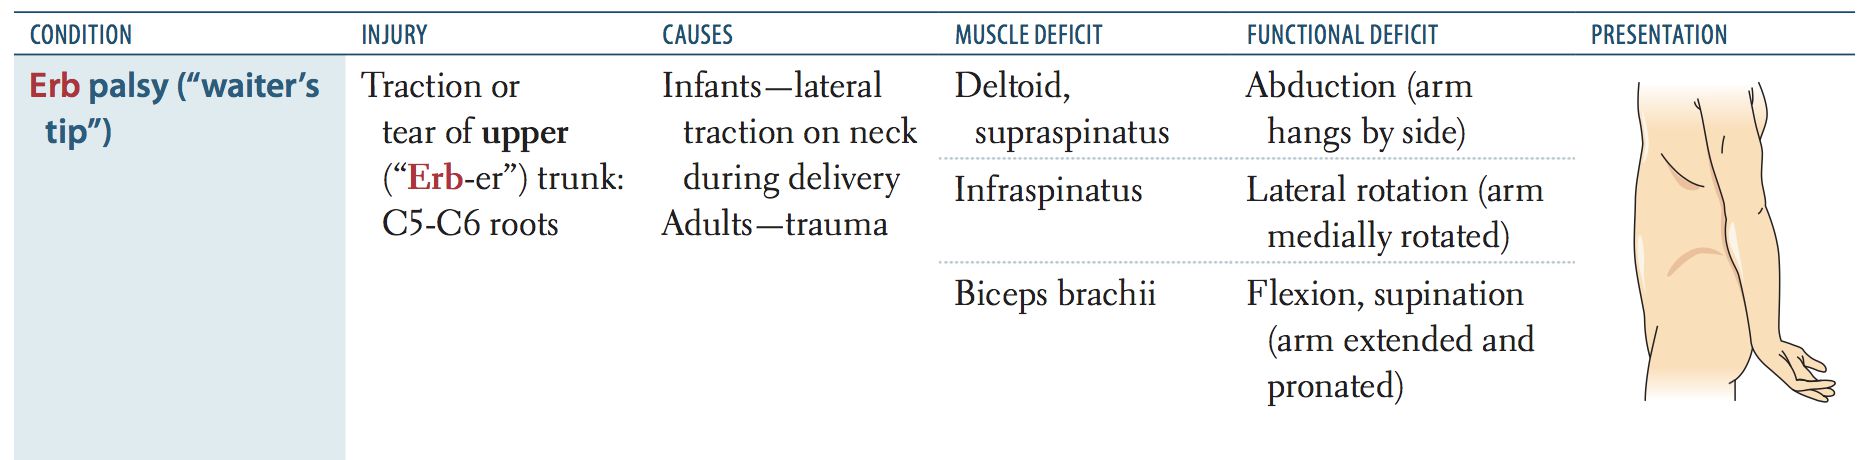 CONDITION INJURY CAUSES MUSCLE DEFICIT FUNCTIONAL DEFICIT PRESENTATION
Erb palsy (“waiter’s
tip”)
Traction or
tear of upper
(“Erb-er”) trunk:
C5-C6 roots
Infants—lateral
traction on neck
during delivery
Adults—trauma
Deltoid,
supraspinatus
Abduction (arm
hangs by side)
Infraspinatus
Lateral rotation (arm
medially rotated)
Biceps brachii
Flexion, supination
(arm extended and
pronated)